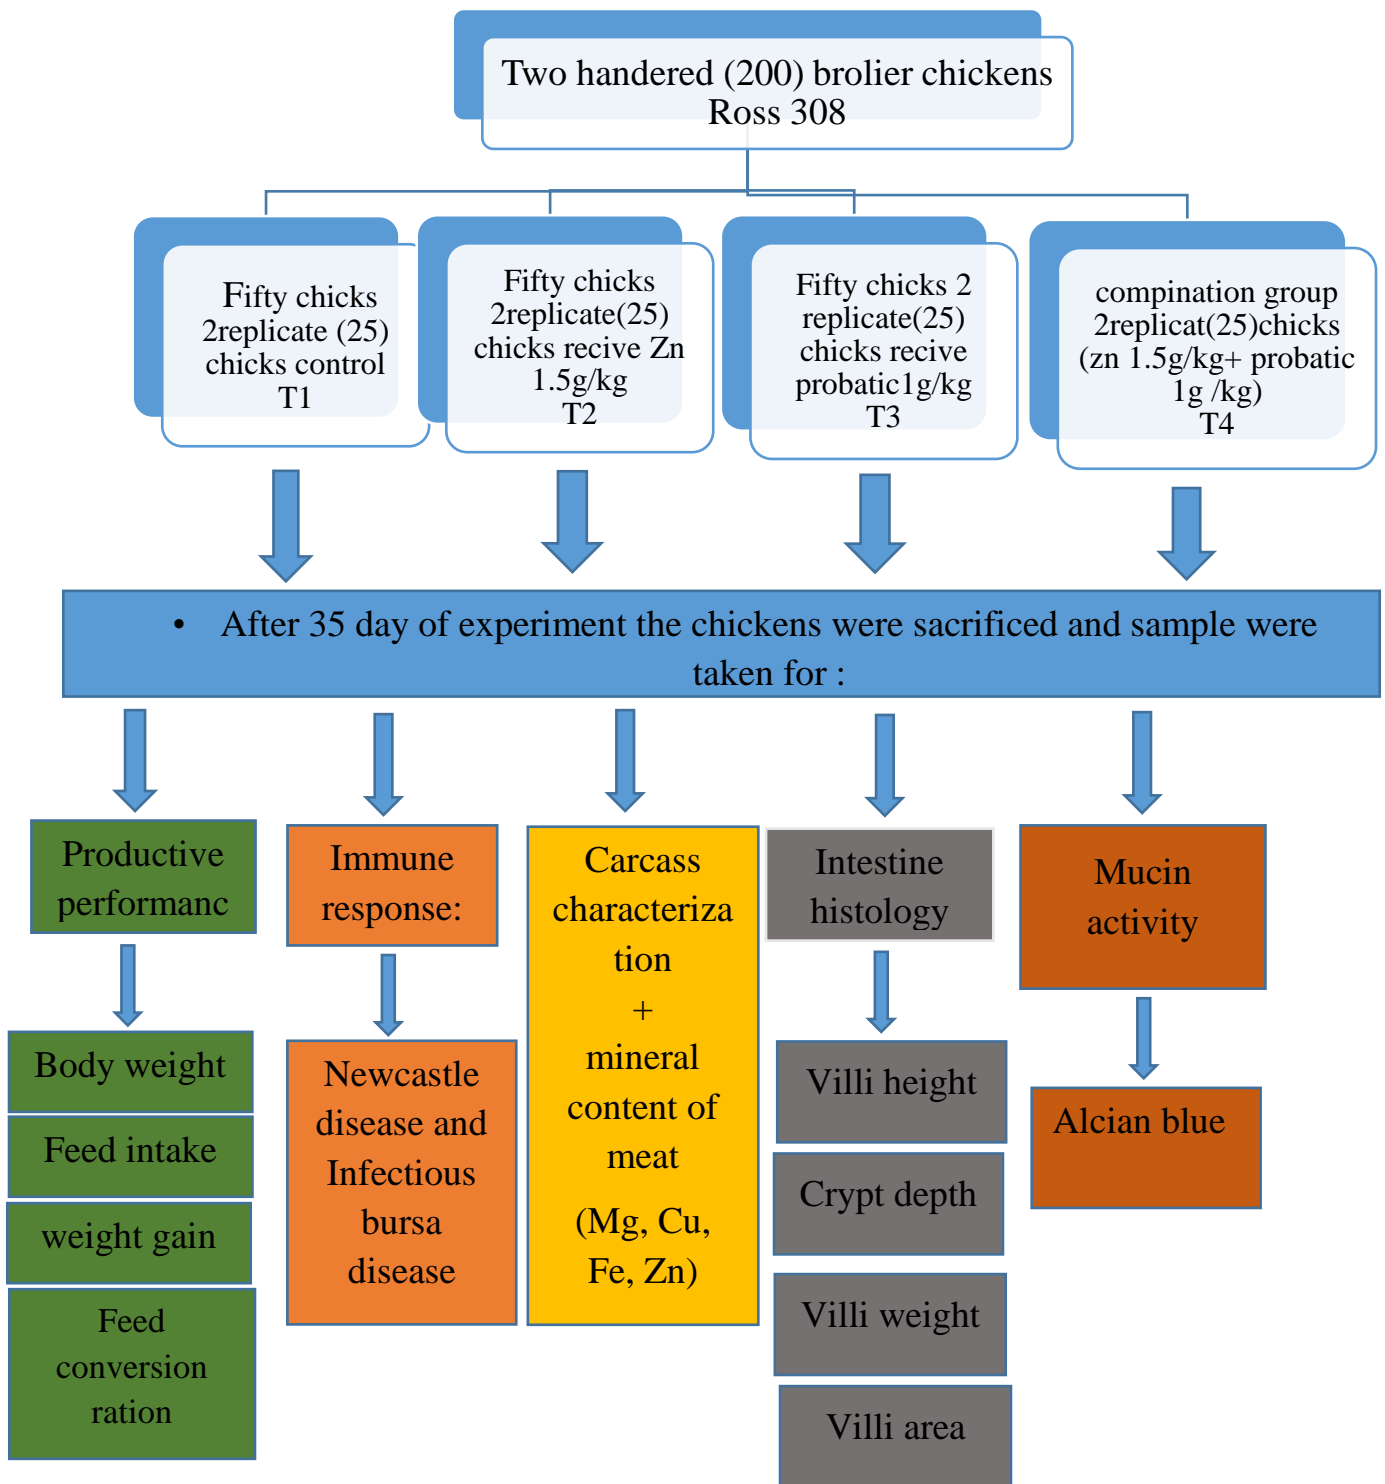 Two handered (200) brolier chickens
Ross 308
Fifty chicks
2replicate (25)
chicks control
T1
Fifty chicks
2replicate(25)
chicks recive Zn
1.5g/kg
T2
Fifty chicks 2
replicate(25)
chicks recive
probatic1g/kg
T3
compination group
2replicat(25)chicks
(zn 1.5g/kg+ probatic
1g /kg)
T4
• After 35 day of experiment the chickens were sacrificed and sample were
taken for :
Productive
performanc
Body weight
Feed intake
weight gain
Feed
conversion
ration
Immune
response:
Newcastle
disease and
Infectious
bursa
disease
Carcass
characteriza
tion
+
mineral
content of
meat
(Mg, Cu,
Fe, Zn)
Intestine
histology
Villi height
Crypt depth
Villi weight
Villi area
Mucin
activity
Alcian blue